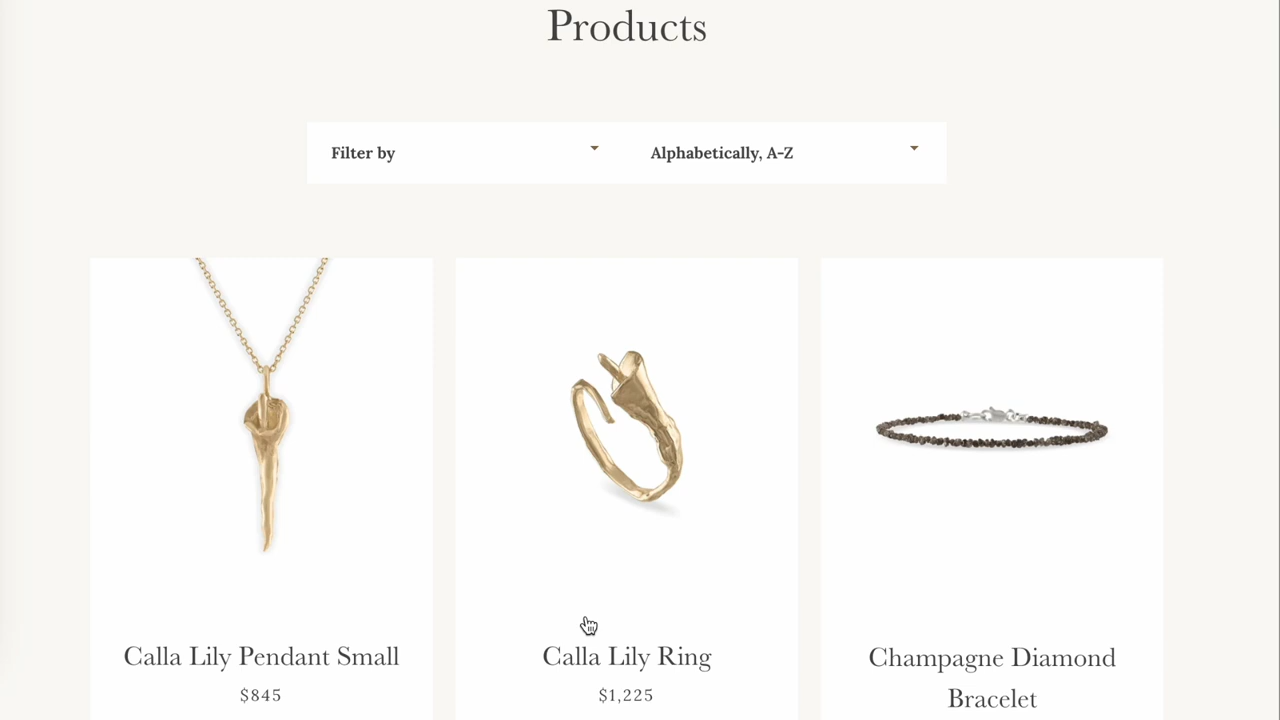 Products
Filter by
Alphabetically, A-Z
Calla Lily Pendant Small
$845
Calla Lily Ring
$1,225
Champagne Diamond
Bracelet